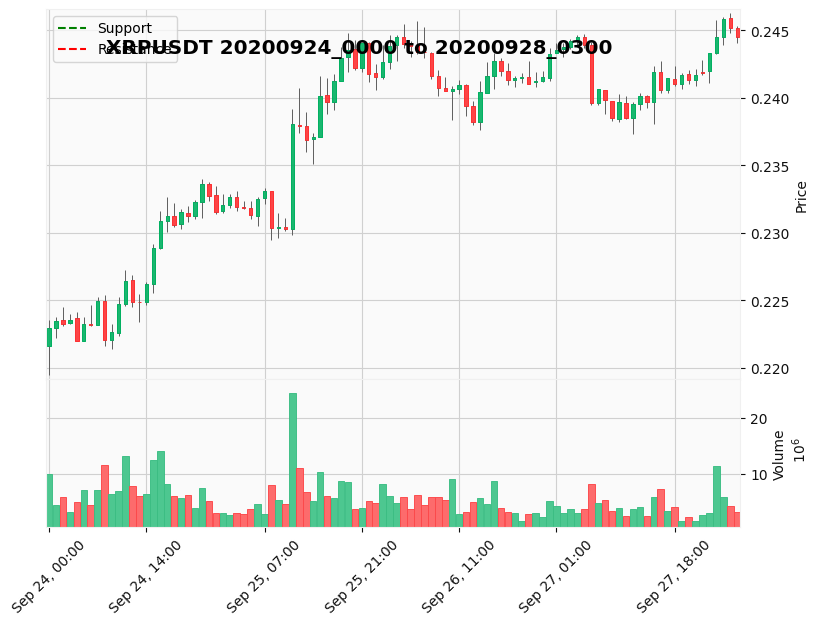 Support
Resistance
XRPUSDT 20200924_0000 to 20200928_0300
0.245
0.240
0.235
0.230
0.225
0.220
Price
20
10
Volume
10^6
Sep 24, 00:00
Sep 24, 14:00
Sep 25, 07:00
Sep 25, 21:00
Sep 26, 11:00
Sep 27, 01:00
Sep 27, 18:00